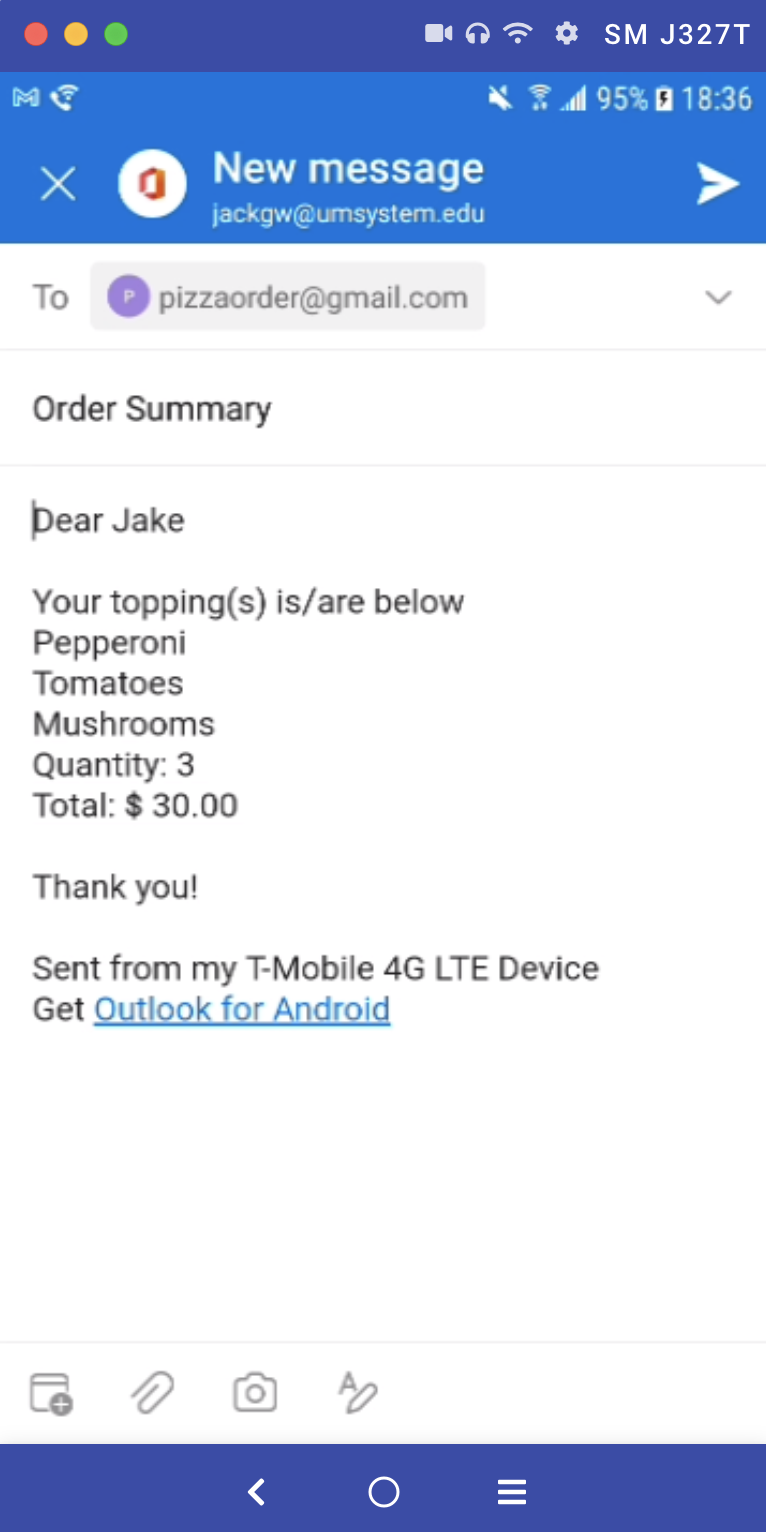 SM J327T
95% 18:36
New message
jackgw@umsystem.edu
To P pizzaorder@gmail.com
Order Summary
Dear Jake
Your topping(s) is/are below
Pepperoni
Tomatoes
Mushrooms
Quantity: 3
Total: $ 30.00
Thank you!
Sent from my T-Mobile 4G LTE Device
Get Outlook for Android